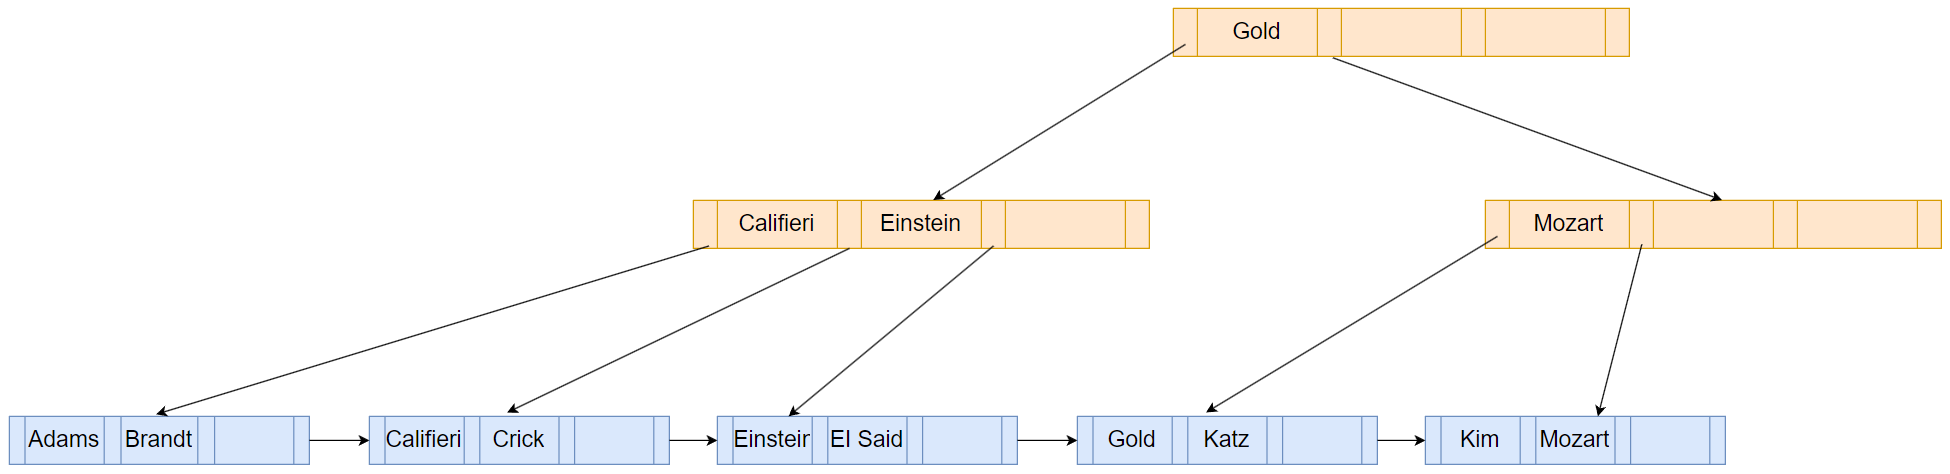 Gold
Califieri Einstein
Mozart
Adams Brandt
Califieri Crick
Einstein El Said
Gold Katz
Kim Mozart